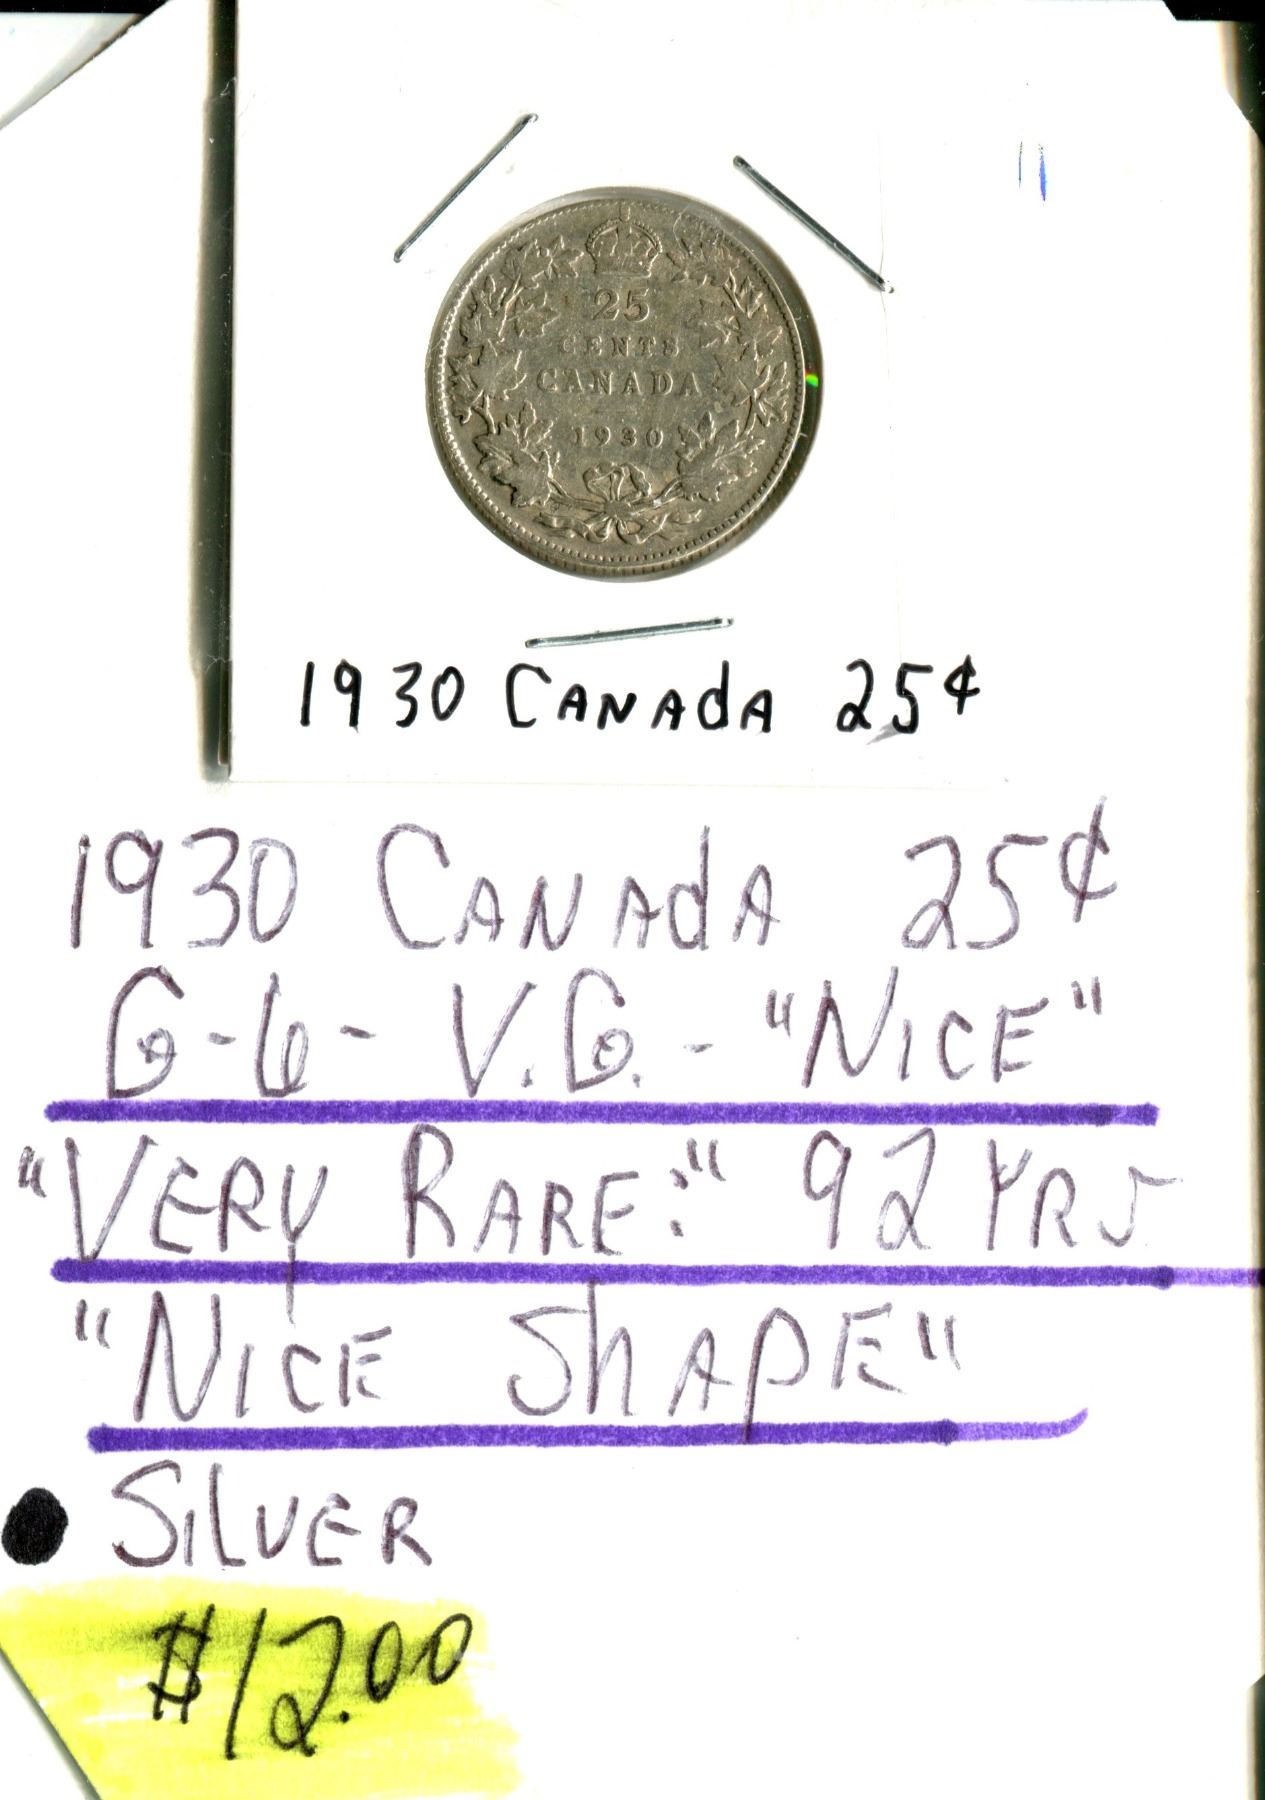 25
CENTS
CANADA
1930
1930 CANAdA 25¢
1930 CANAdA 25¢
G-6- V.G. - "NICE"
"VERY RARE:" 92 YRS
"NICE ShAPE"
● SilVER
$12.00